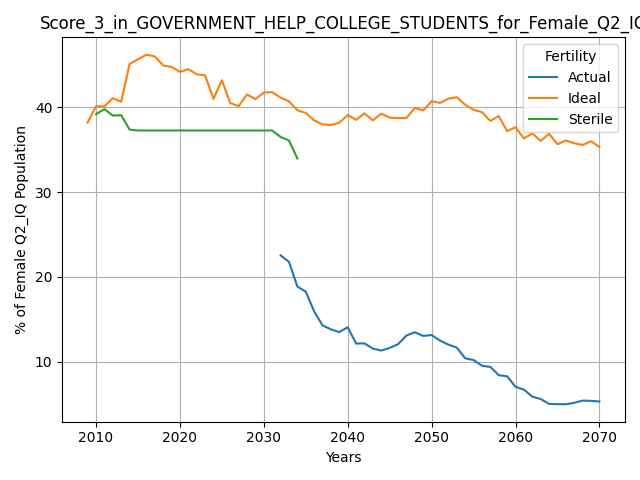 Score_3_in_GOVERNMENT_HELP_COLLEGE_STUDENTS_for_Female_Q2_IQ
Fertility
Actual
Ideal
Sterile
% of Female Q2_IQ Population
40
30
20
10
2010 2020 2030 2040 2050 2060 2070
Years